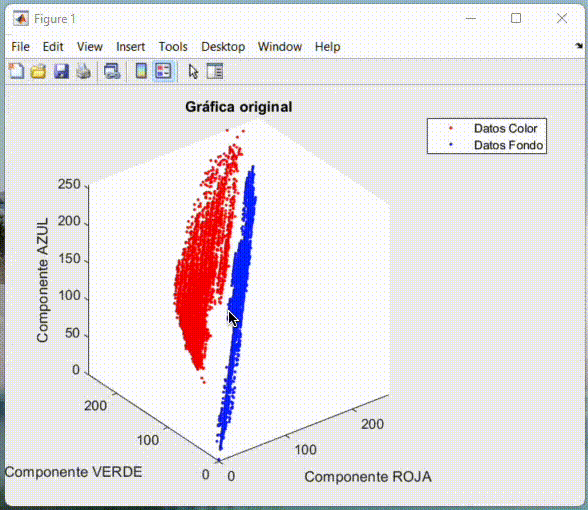 Figure 1
File Edit View Insert Tools Desktop Window Help
Gráfica original
Datos Color
Datos Fondo
250
200
150
100
50
0
Componente AZUL
200
100
0
Componente VERDE
0
100
200
Componente ROJA